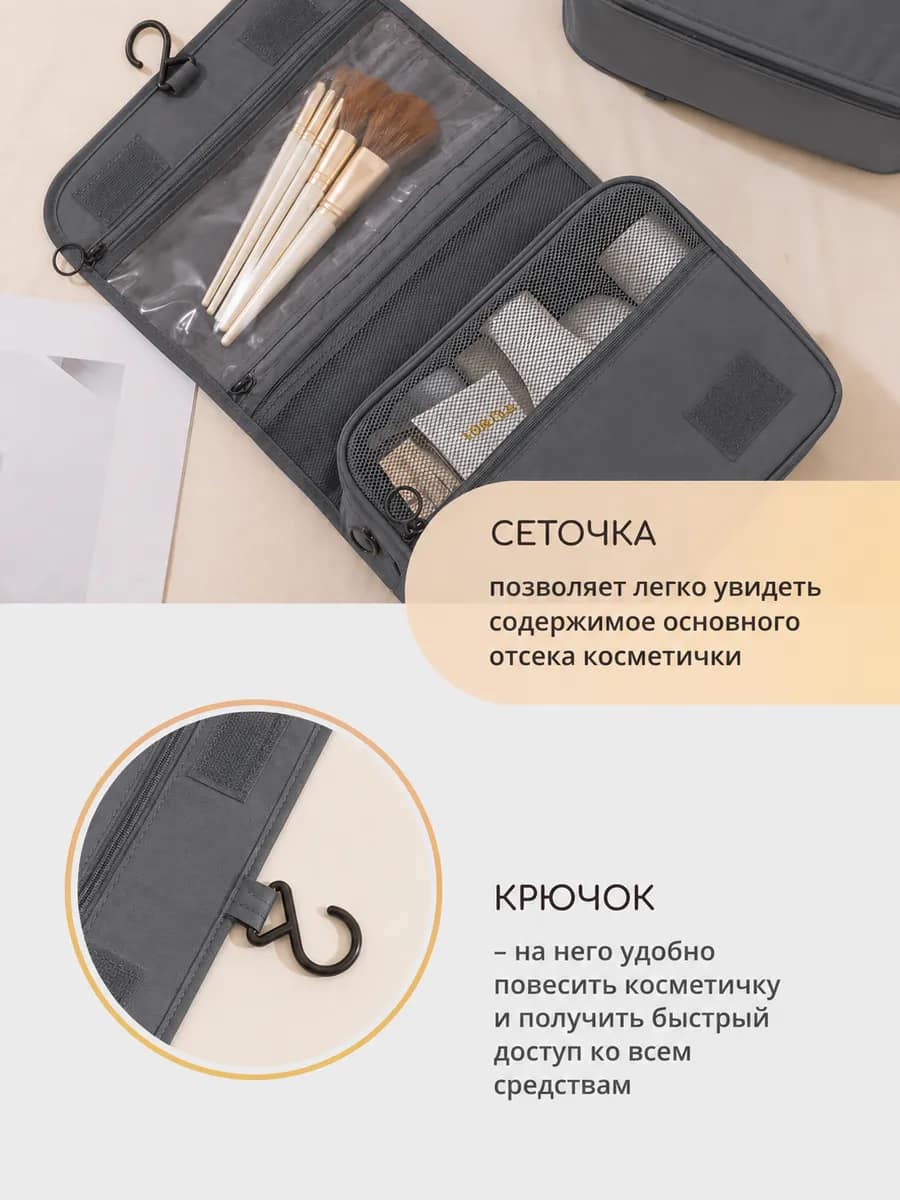 СЕТОЧКА
позволяет легко увидеть
содержимое основного
отсека косметички
КРЮЧОК
– на него удобно
повесить косметичку
и получить быстрый
доступ ко всем
средствам